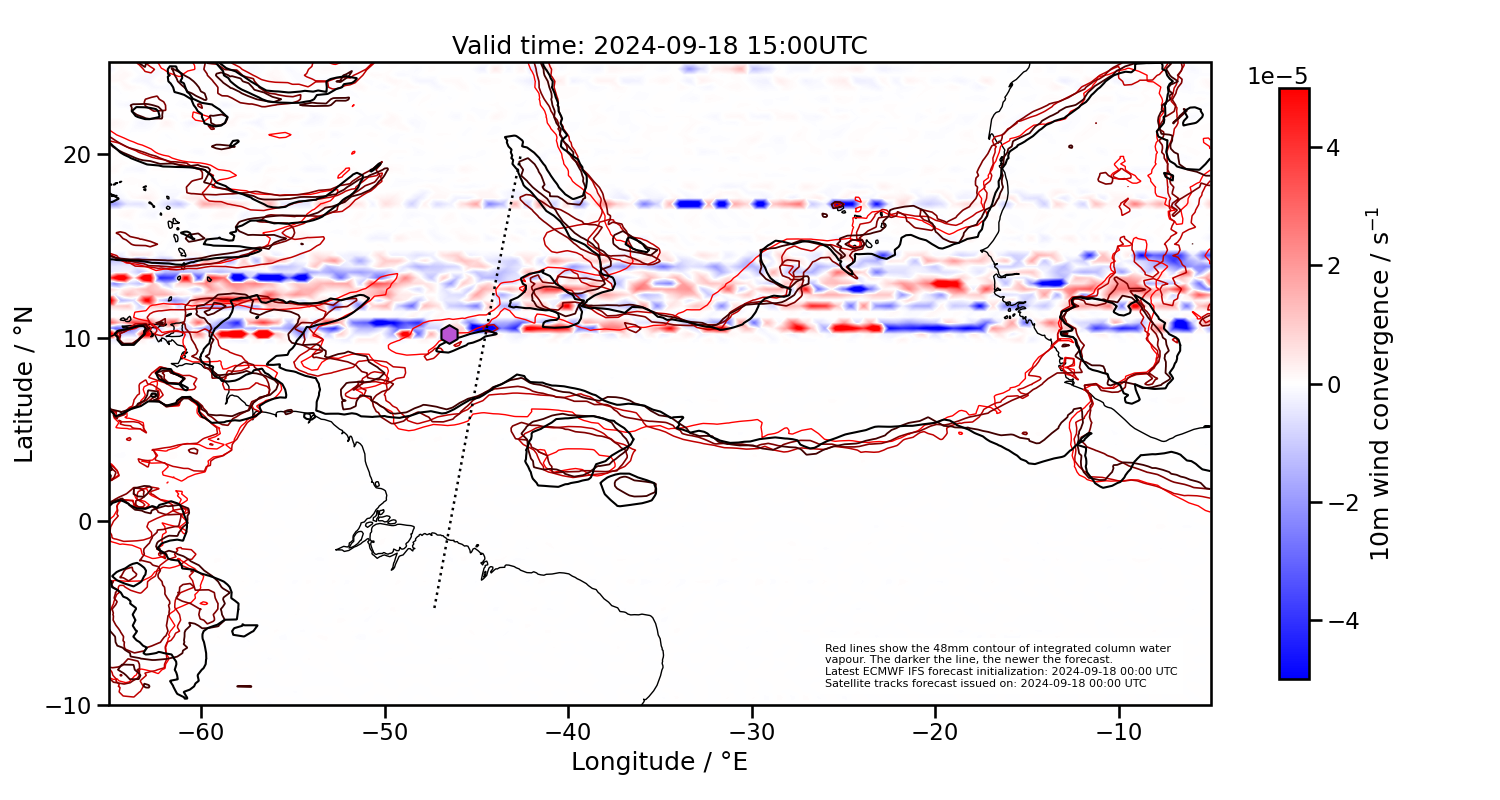 Valid time: 2024-09-18 15:00UTC
1e−5
20
10
0
−10
Latitude / °N
−60
−50
−40
−30
−20
−10
Longitude / °E
4
2
0
−2
−4
10m wind convergence / s⁻¹
Red lines show the 48mm contour of integrated column water
vapour. The darker the line, the newer the forecast.
Latest ECMWF IFS forecast initialization: 2024-09-18 00:00 UTC
Satellite tracks forecast issued on: 2024-09-18 00:00 UTC